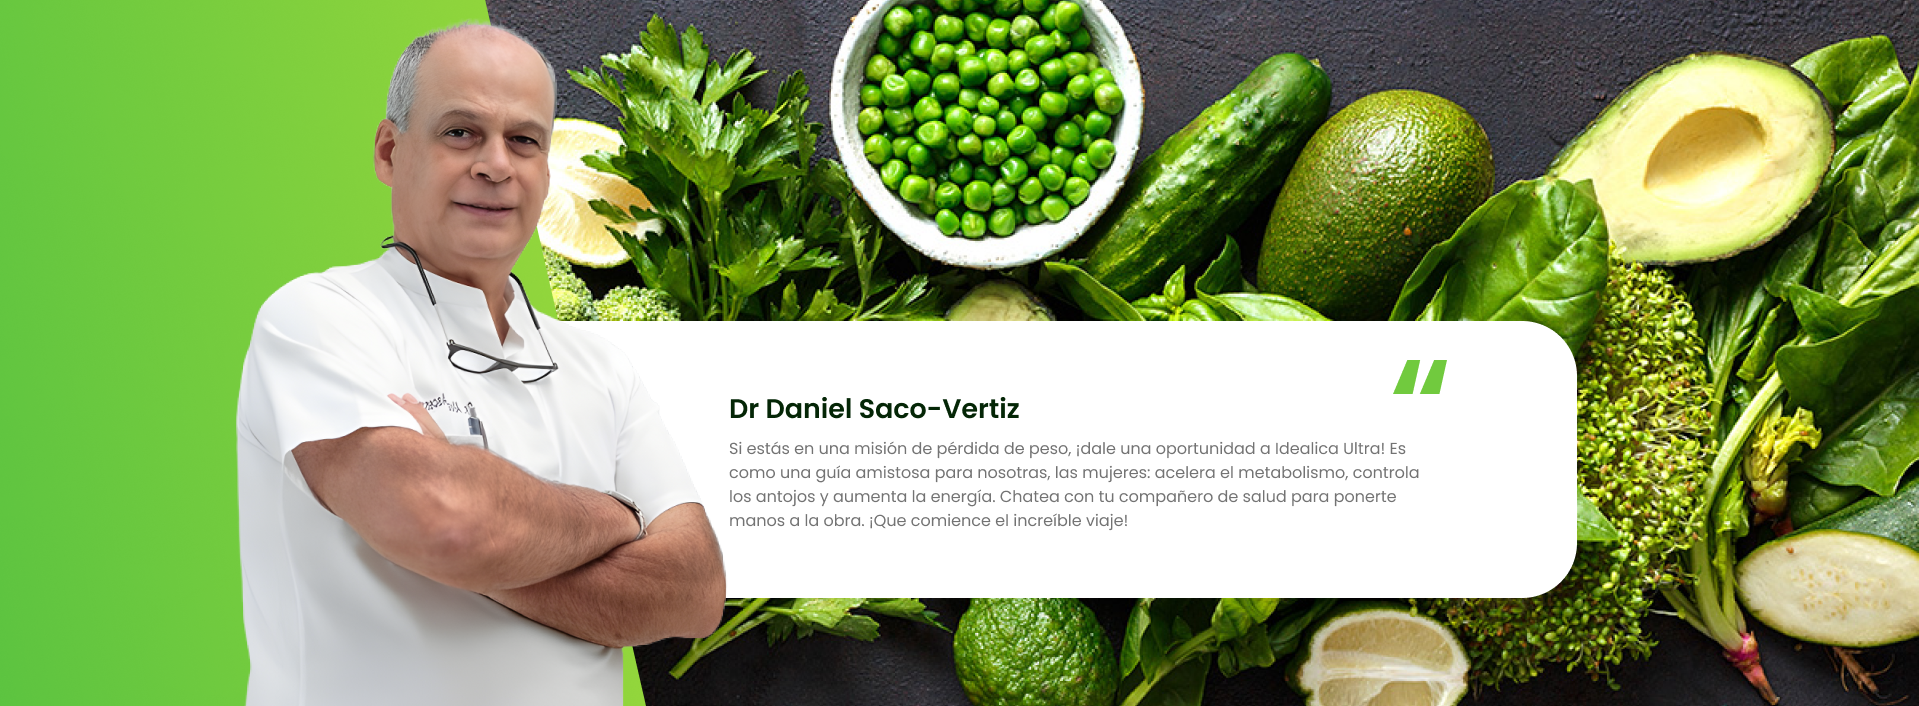 Dr Daniel Saco-Vertiz
Si estás en una misión de pérdida de peso, ¡dale una oportunidad a Idealica Ultra! Es
como una guía amistosa para nosotras, las mujeres: acelera el metabolismo, controla
los antojos y aumenta la energía. Chatea con tu compañero de salud para ponerte
manos a la obra. ¡Que comience el increíble viaje!